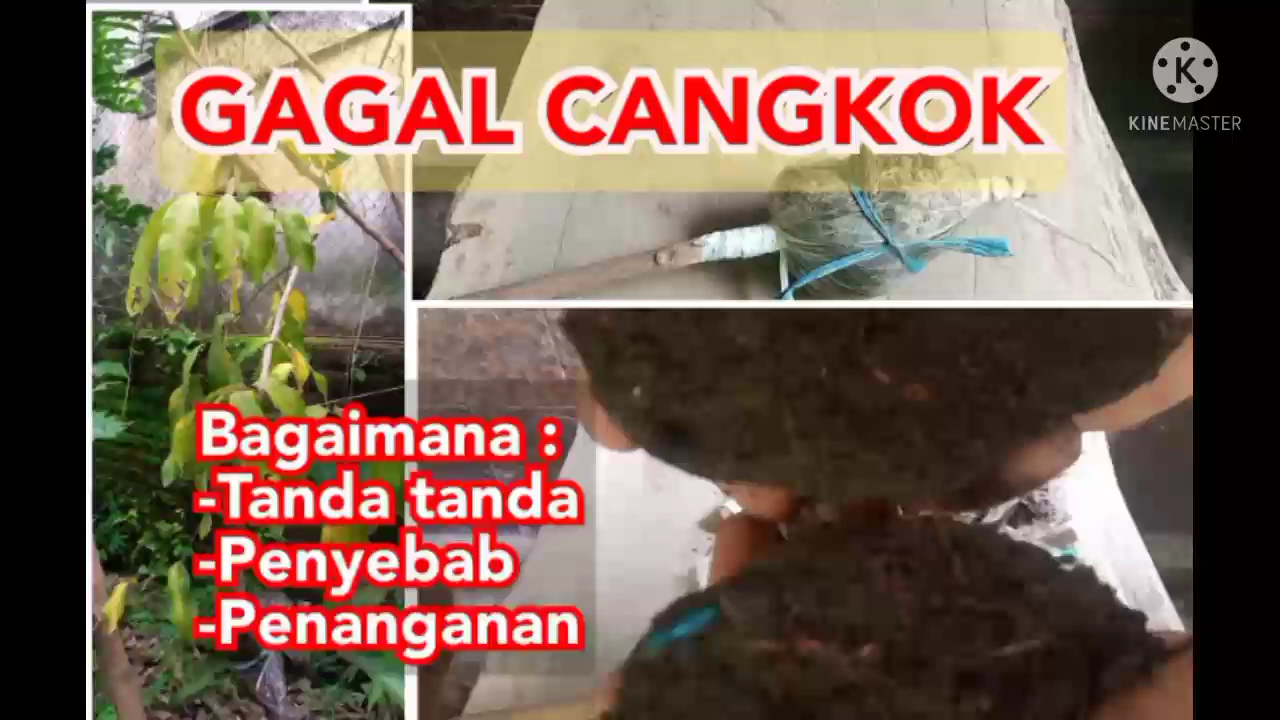 GAGAL CANGKOK
K
KINEMASTER
Bagaimana :
-Tanda tanda
-Penyebab
-Penanganan